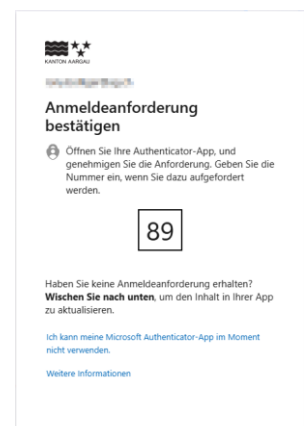 KANTON AARGAU
Anmeldeanforderung
bestätigen
Öffnen Sie Ihre Authenticator-App, und
genehmigen Sie die Anforderung. Geben Sie die
Nummer ein, wenn Sie dazu aufgefordert
werden.
89
Haben Sie keine Anmeldeanforderung erhalten?
Wischen Sie nach unten, um den Inhalt in Ihrer App
zu aktualisieren.
Ich kann meine Microsoft Authenticator-App im Moment
nicht verwenden.
Weitere Informationen